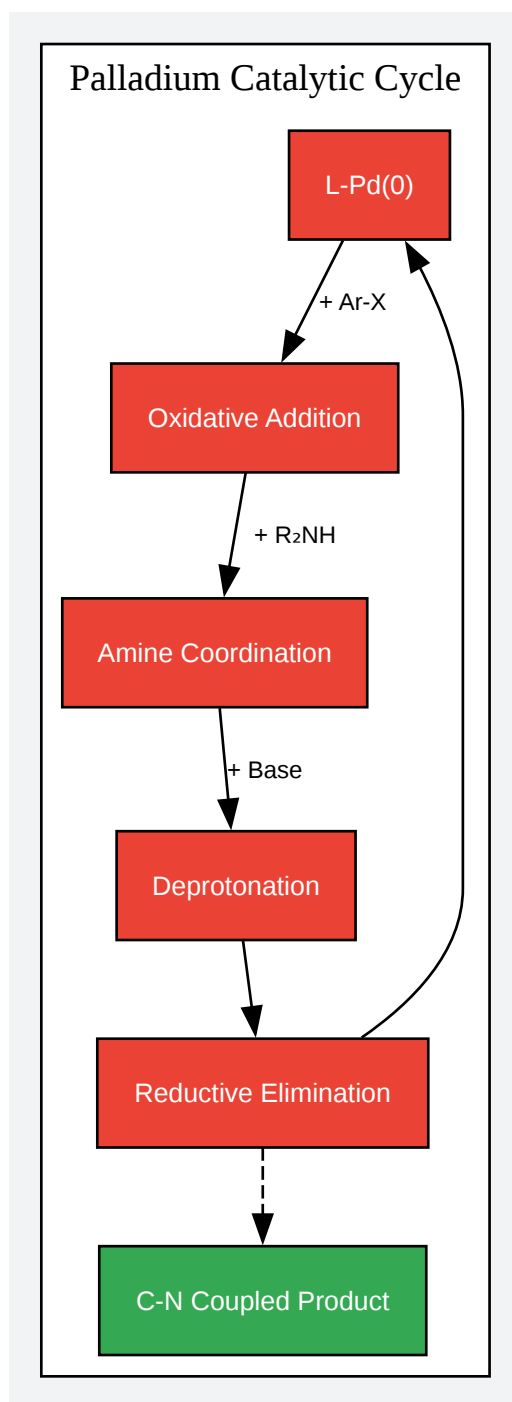 Palladium Catalytic Cycle
L-Pd(0)
+ Ar-X
Oxidative Addition
+ R₂NH
Amine Coordination
+ Base
Deprotonation
Reductive Elimination
C-N Coupled Product